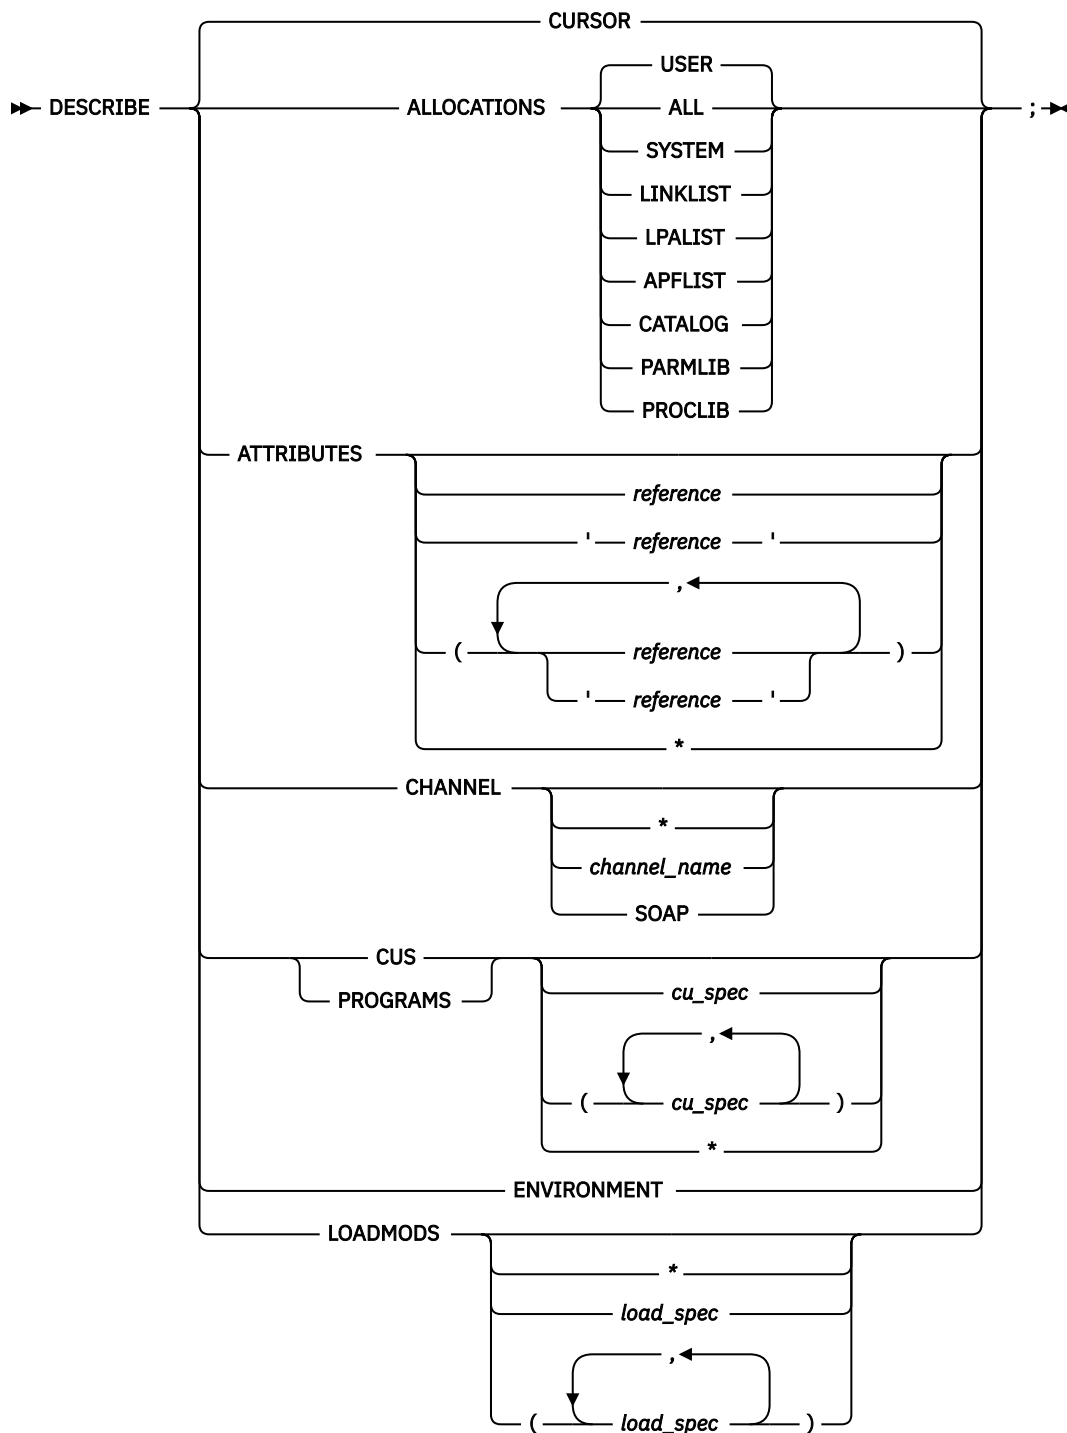 CURSOR
USER
DESCRIBE ALLOCATIONS ALL ;
SYSTEM
LINKLIST
LPALIST
APFLIST
CATALOG
PARMLIB
PROCLIB
ATTRIBUTES
reference
' reference '
,
( reference )
' reference '
*
CHANNEL
*
channel_name
SOAP
CUS
PROGRAMS
cu_spec
,
( cu_spec )
*
ENVIRONMENT
LOADMODS
*
load_spec
,
( load_spec )